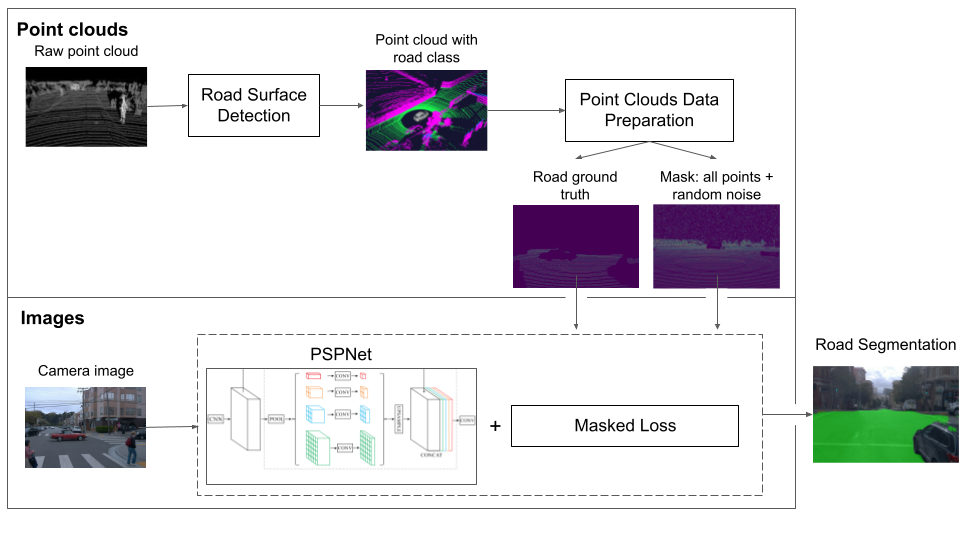 Point clouds
Raw point cloud
Road Surface
Detection
Point cloud with
road class
Point Clouds Data
Preparation
Road ground
truth
Mask: all points +
random noise
Images
Camera image
PSPNet
CNN
POOL
CONV
CONV
CONV
CONV
UPSAMPLE
CONCAT
CONV
+
Masked Loss
Road Segmentation